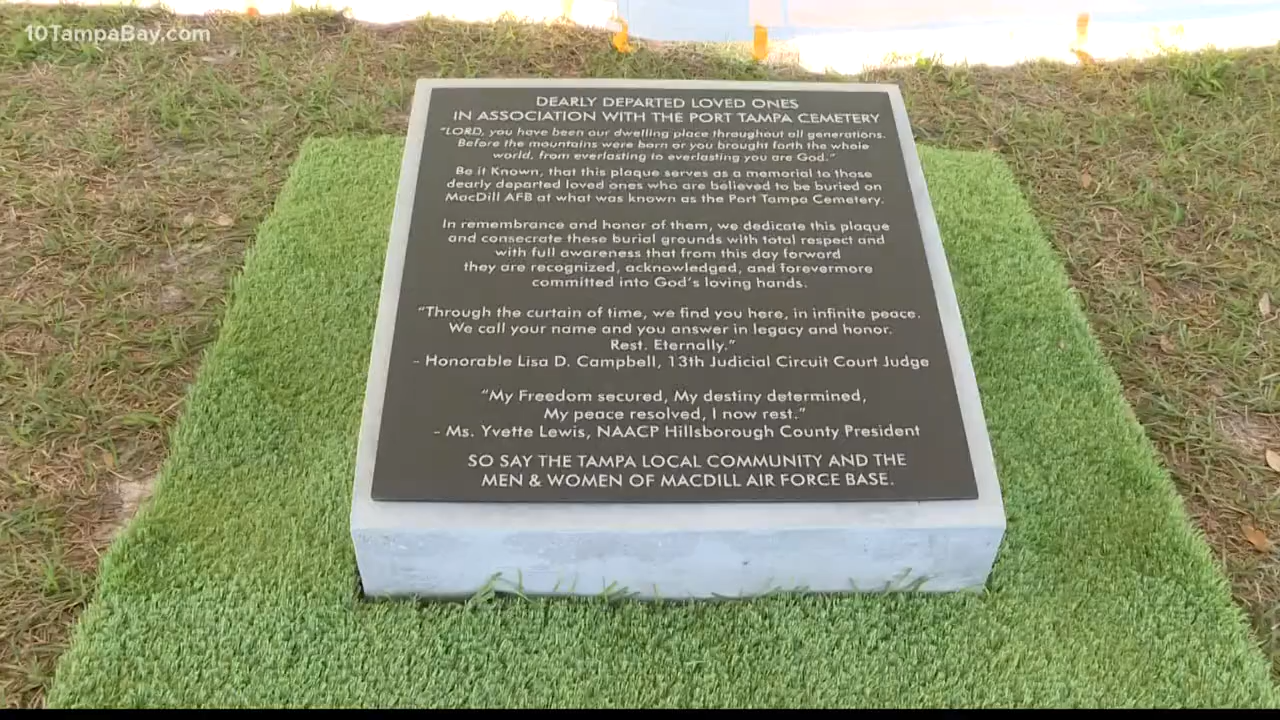 10TampaBay.com
DEARLY DEPARTED LOVED ONES
IN ASSOCIATION WITH THE PORT TAMPA CEMETERY
"LORD, you have been our dwelling place throughout all generations.
Before the mountains were born or you brought forth the whole
world, from everlasting to everlasting you are God."
Be it Known, that this plaque serves as a memorial to those
dearly departed loved ones who are believed to be buried on
MacDill AFB at what was known as the Port Tampa Cemetery.
In remembrance and honor of them, we dedicate this plaque
and consecrate these burial grounds with total respect and
with full awareness that from this day forward
they are recognized, acknowledged, and forevermore
committed into God's loving hands.
"Through the curtain of time, we find you here, in infinite peace.
We call your name and you answer in legacy and honor.
Rest. Eternally."
- Honorable Lisa D. Campbell, 13th Judicial Circuit Court Judge
"My Freedom secured, My destiny determined,
My peace resolved, I now rest."
- Ms. Yvette Lewis, NAACP Hillsborough County President
SO SAY THE TAMPA LOCAL COMMUNITY AND THE
MEN & WOMEN OF MACDILL AIR FORCE BASE.